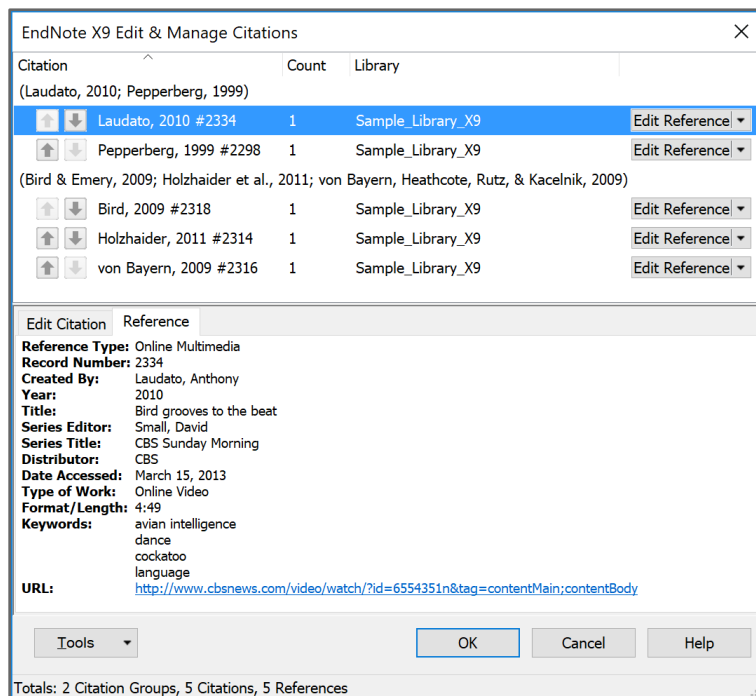 EndNote X9 Edit & Manage Citations
Citation Count Library
(Laudato, 2010; Pepperberg, 1999)
Laudato, 2010 #2334 1 Sample_Library_X9 Edit Reference
Pepperberg, 1999 #2298 1 Sample_Library_X9 Edit Reference
(Bird & Emery, 2009; Holzhaider et al., 2011; von Bayern, Heathcote, Rutz, & Kacelnik, 2009)
Bird, 2009 #2318 1 Sample_Library_X9 Edit Reference
Holzhaider, 2011 #2314 1 Sample_Library_X9 Edit Reference
von Bayern, 2009 #2316 1 Sample_Library_X9 Edit Reference
Edit Citation Reference
Reference Type: Online Multimedia
Record Number: 2334
Created By: Laudato, Anthony
Year: 2010
Title: Bird grooves to the beat
Series Editor: Small, David
Series Title: CBS Sunday Morning
Distributor: CBS
Date Accessed: March 15, 2013
Type of Work: Online Video
Format/Length: 4:49
Keywords: avian intelligence
dance
cockatoo
language
URL: http://www.cbsnews.com/video/watch/?id=6554351n&tag=contentMain;contentBody
Tools OK Cancel Help
Totals: 2 Citation Groups, 5 Citations, 5 References